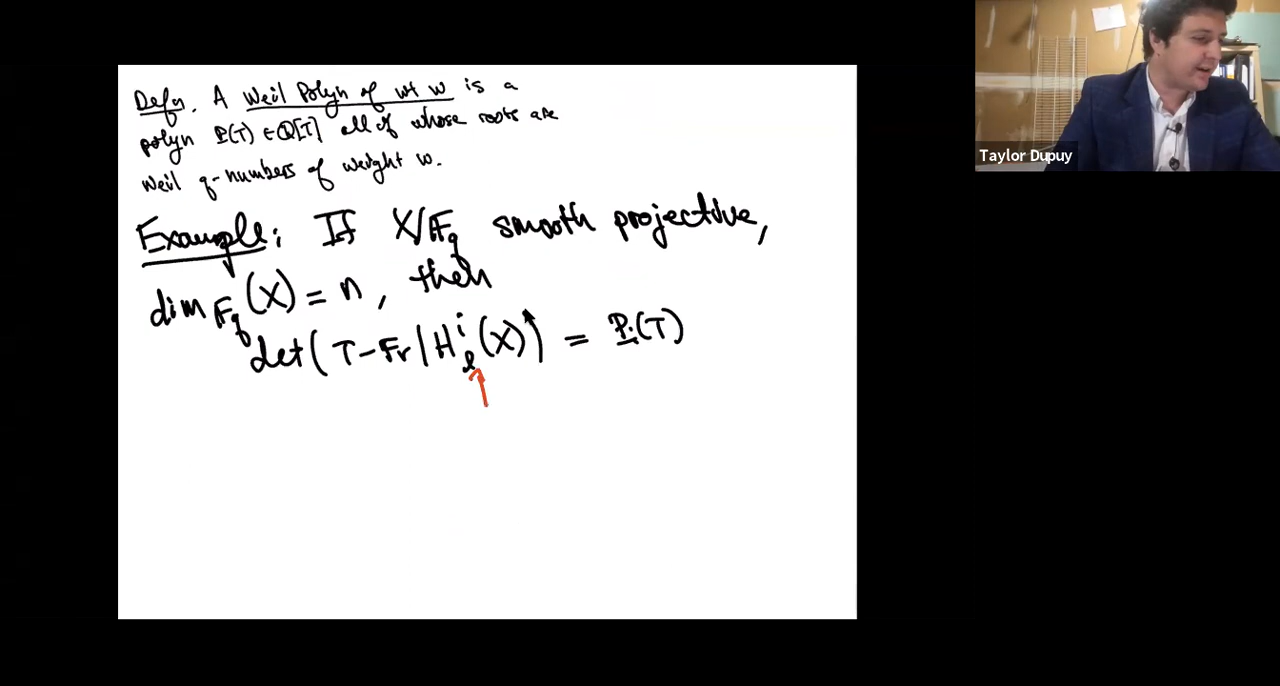 Defn. A Weil Polyn of wt w is a
polyn P(T) ∈ Q[T] all of whose roots are
Weil q-numbers of weight w.
Example: If X/F_q smooth projective,
dim_{F_q}(X) = n, then
det(T-Fr|H^i_ℓ(X)) = P_i(T)
Taylor Dupuy